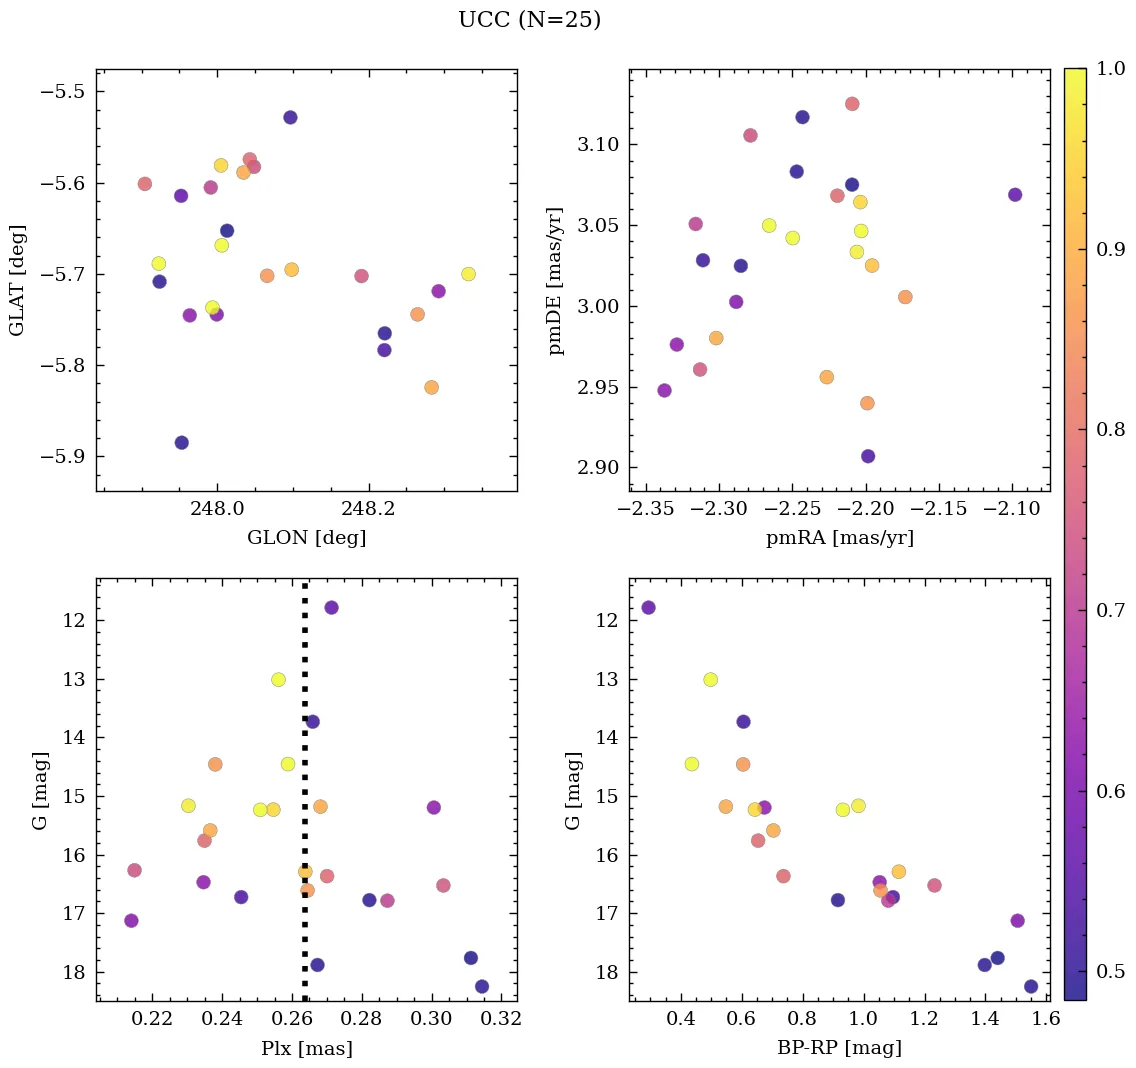 UCC (N=25)
−5.5
−5.6
−5.7
−5.8
−5.9
GLAT [deg]
248.0 248.2
GLON [deg]
3.10
3.05
3.00
2.95
2.90
pmDE [mas/yr]
−2.35 −2.30 −2.25 −2.20 −2.15 −2.10
pmRA [mas/yr]
12
13
14
15
16
17
18
G [mag]
0.22 0.24 0.26 0.28 0.30 0.32
Plx [mas]
12
13
14
15
16
17
18
G [mag]
0.4 0.6 0.8 1.0 1.2 1.4 1.6
BP-RP [mag]
1.0
0.9
0.8
0.7
0.6
0.5